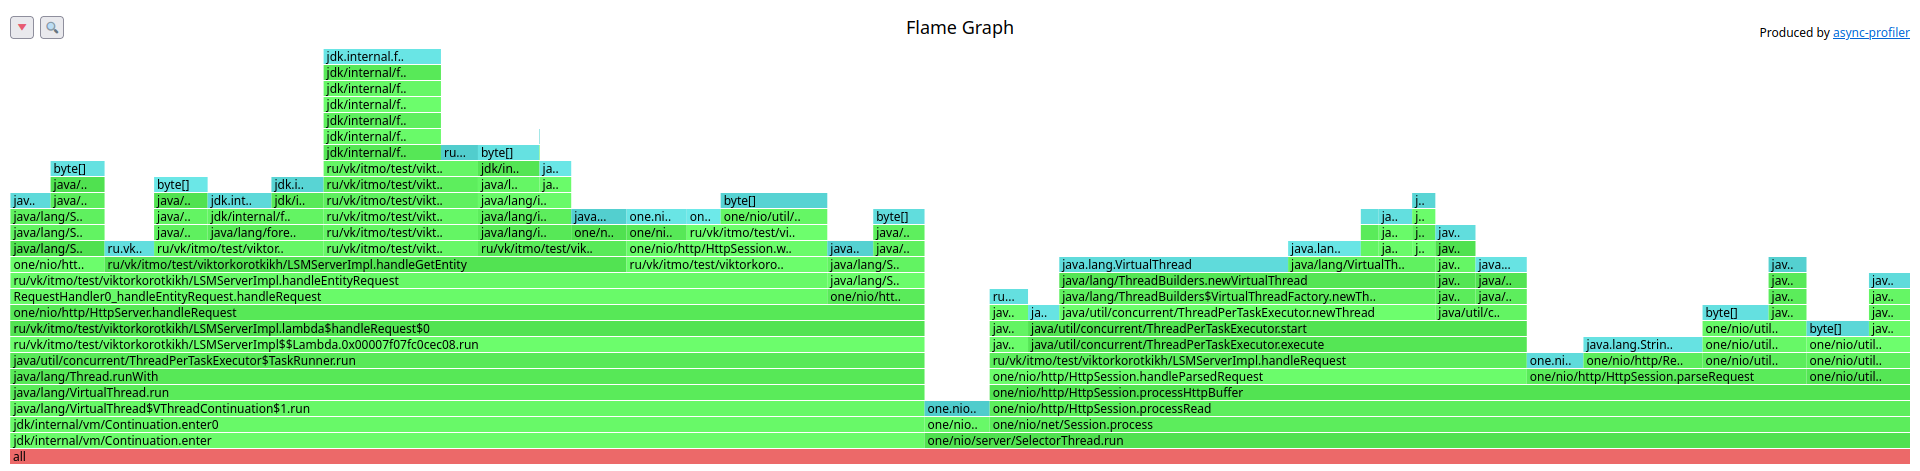 Flame Graph
Produced by async-profiler
jdk.internal.f..
jdk/internal/f..
jdk/internal/f..
jdk/internal/f..
jdk/internal/f..
jdk/internal/f..
jdk/internal/f.. ru... byte[]
byte[] ru/vk/itmo/test/vikt.. jdk/in.. ja..
java/.. byte[] jdk.i.. ru/vk/itmo/test/vikt.. java/l.. ja..
jav.. java/.. java/.. jdk.int.. jdk/i.. ru/vk/itmo/test/vikt.. java/lang/i.. byte[] j..
java/lang/S.. java/.. jdk/internal/f.. ru/vk/itmo/test/vikt.. java/lang/i.. java... one.ni.. on.. one/nio/util/.. byte[] ja.. j..
java/lang/S.. java/.. java/lang/fore.. ru/vk/itmo/test/vikt.. java/lang/i.. one/n.. one/ni.. ru/vk/itmo/test/vi.. java/.. ja.. j.. jav..
java/lang/S.. ru.vk.. ru/vk/itmo/test/viktor.. ru/vk/itmo/test/vikt.. ru/vk/itmo/test/vik.. one/nio/http/HttpSession.w.. java.. java/.. java.lan.. ja.. j.. jav..
one/nio/htt.. ru/vk/itmo/test/viktorkorotkikh/LSMServerImpl.handleGetEntity ru/vk/itmo/test/viktorkoro.. java/lang/S.. java.lang.VirtualThread java/lang/VirtualTh.. jav.. java... jav..
ru/vk/itmo/test/viktorkorotkikh/LSMServerImpl.handleEntityRequest java/lang/S.. java/lang/ThreadBuilders.newVirtualThread jav.. java/.. jav.. jav..
RequestHandler0_handleEntityRequest.handleRequest one/nio/htt.. ru... java/lang/ThreadBuilders$VirtualThreadFactory.newTh.. jav.. java/.. jav.. jav..
one/nio/http/HttpServer.handleRequest jav.. ja.. java/util/concurrent/ThreadPerTaskExecutor.newThread java/util/c.. byte[] jav.. jav..
ru/vk/itmo/test/viktorkorotkikh/LSMServerImpl.lambda$handleRequest$0 jav.. java/util/concurrent/ThreadPerTaskExecutor.start one/nio/util.. byte[] jav..
ru/vk/itmo/test/viktorkorotkikh/LSMServerImpl$$Lambda.0x00007f07fc0cec08.run jav.. java/util/concurrent/ThreadPerTaskExecutor.execute java.lang.Strin.. one/nio/util.. one/nio/util..
java/util/concurrent/ThreadPerTaskExecutor$TaskRunner.run ru/vk/itmo/test/viktorkorotkikh/LSMServerImpl.handleRequest one.ni.. one/nio/http/Re.. one/nio/util.. one/nio/util..
java/lang/Thread.runWith one/nio/http/HttpSession.handleParsedRequest one/nio/http/HttpSession.parseRequest one/nio/util..
java/lang/VirtualThread.run one/nio/http/HttpSession.processHttpBuffer
java/lang/VirtualThread$VThreadContinuation$1.run one.nio.. one/nio/http/HttpSession.processRead
jdk/internal/vm/Continuation.enter0 one/nio.. one/nio/net/Session.process
jdk/internal/vm/Continuation.enter one/nio/server/SelectorThread.run
all